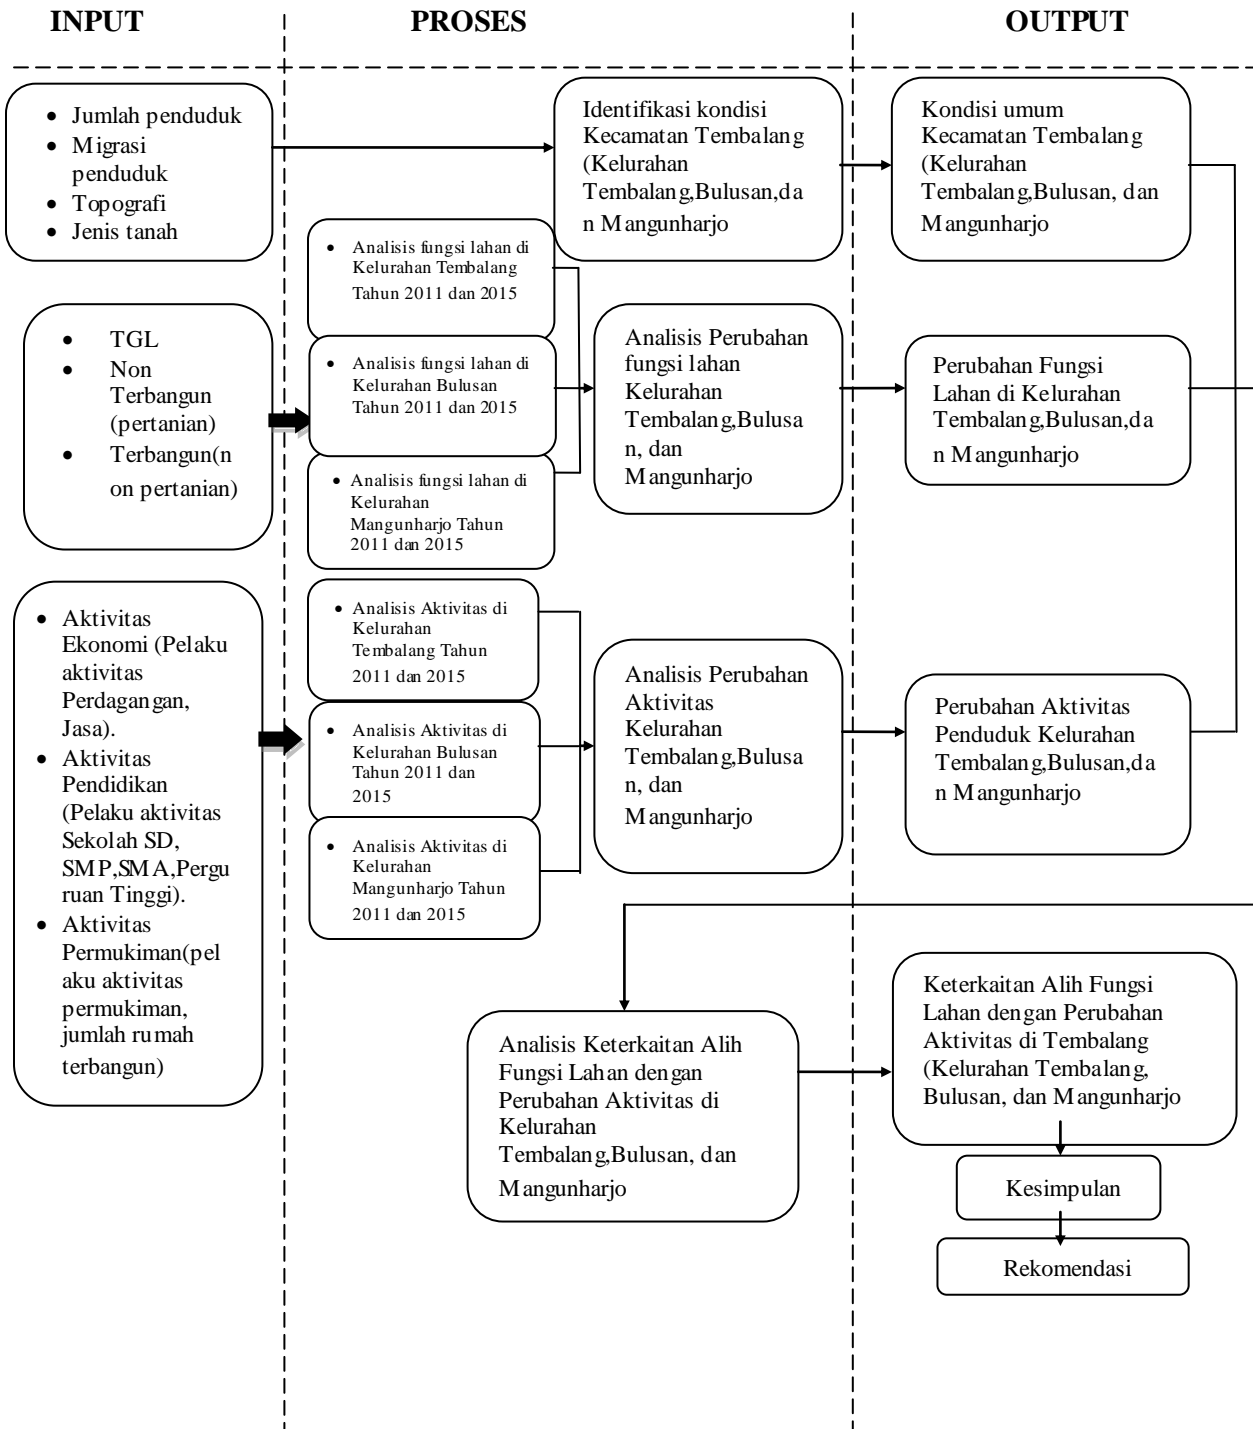 INPUT
PROSES
OUTPUT
• Jumlah penduduk
• Migrasi
penduduk
• Topografi
• Jenis tanah
Identifikasi kondisi
Kecamatan Tembalang
(Kelurahan
Tembalang,Bulusan,da
n Mangunharjo
Kondisi umum
Kecamatan Tembalang
(Kelurahan
Tembalang,Bulusan, dan
Mangunharjo
• TGL
• Non
Terbangun
(pertanian)
• Terbangun(n
on pertanian)
• Analisis fungsi lahan di
Kelurahan Tembalang
Tahun 2011 dan 2015
• Analisis fungsi lahan di
Kelurahan Bulusan
Tahun 2011 dan 2015
• Analisis fungsi lahan di
Kelurahan
Mangunharjo Tahun
2011 dan 2015
Analisis Perubahan
fungsi lahan
Kelurahan
Tembalang,Bulusa
n, dan
Mangunharjo
Perubahan Fungsi
Lahan di Kelurahan
Tembalang,Bulusan,da
n Mangunharjo
• Aktivitas
Ekonomi (Pelaku
aktivitas
Perdagangan,
Jasa).
• Aktivitas
Pendidikan
(Pelaku aktivitas
Sekolah SD,
SMP,SMA,Pergu
ruan Tinggi).
• Aktivitas
Permukiman(pel
aku aktivitas
permukiman,
jumlah rumah
terbangun)
• Analisis Aktivitas di
Kelurahan
Tembalang Tahun
2011 dan 2015
• Analisis Aktivitas di
Kelurahan Bulusan
Tahun 2011 dan
2015
• Analisis Aktivitas di
Kelurahan
Mangunharjo Tahun
2011 dan 2015
Analisis Perubahan
Aktivitas
Kelurahan
Tembalang,Bulusa
n, dan
Mangunharjo
Perubahan Aktivitas
Penduduk Kelurahan
Tembalang,Bulusan,da
n Mangunharjo
Analisis Keterkaitan Alih
Fungsi Lahan dengan
Perubahan Aktivitas di
Kelurahan
Tembalang,Bulusan, dan
Mangunharjo
Keterkaitan Alih Fungsi
Lahan dengan Perubahan
Aktivitas di Tembalang
(Kelurahan Tembalang,
Bulusan, dan Mangunharjo
Kesimpulan
Rekomendasi